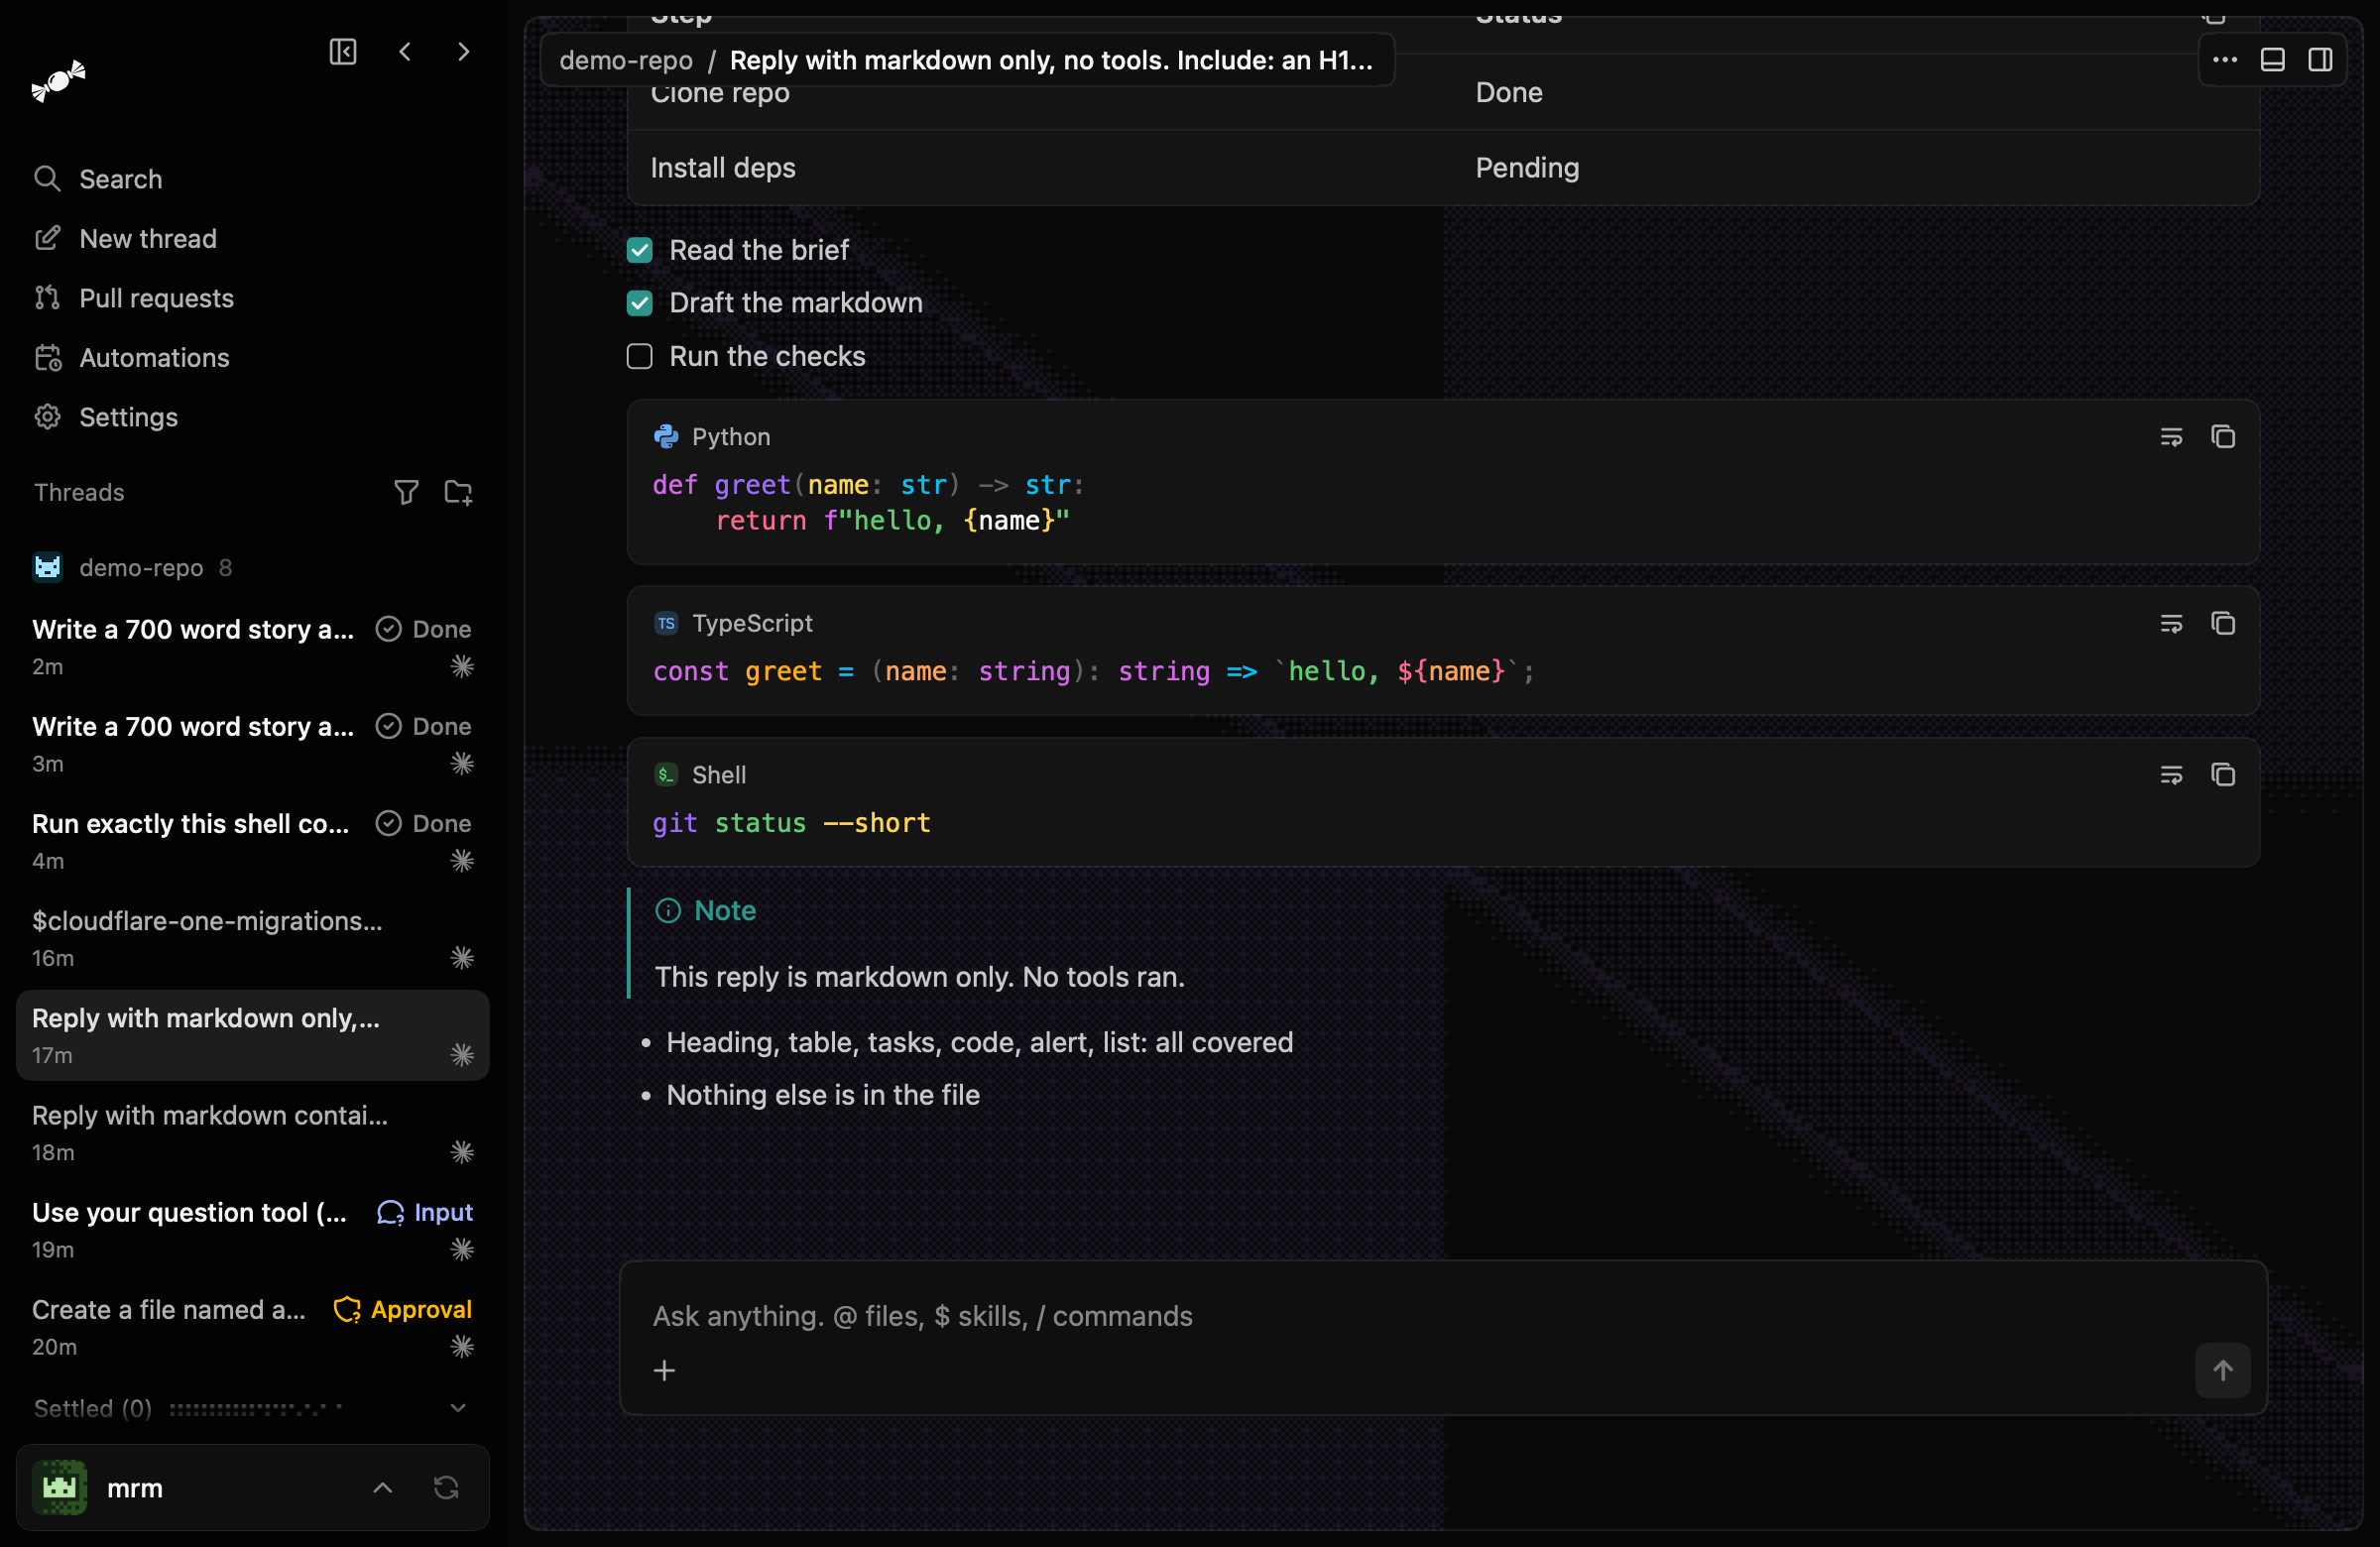 Search
New thread
Pull requests
Automations
Settings
Threads
demo-repo 8
Write a 700 word story a... Done
2m
Write a 700 word story a... Done
3m
Run exactly this shell co... Done
4m
$cloudflare-one-migrations...
16m
Reply with markdown only,...
17m
Reply with markdown contai...
18m
Use your question tool (... Input
19m
Create a file named a... Approval
20m
Settled (0)
mrm
Step Status
demo-repo / Reply with markdown only, no tools. Include: an H1...
Clone repo Done
Install deps Pending
Read the brief
Draft the markdown
Run the checks
Python
def greet(name: str) -> str:
    return f"hello, {name}"
TS TypeScript
const greet = (name: string): string => `hello, ${name}`;
$_ Shell
git status --short
Note
This reply is markdown only. No tools ran.
• Heading, table, tasks, code, alert, list: all covered
• Nothing else is in the file
Ask anything. @ files, $ skills, / commands